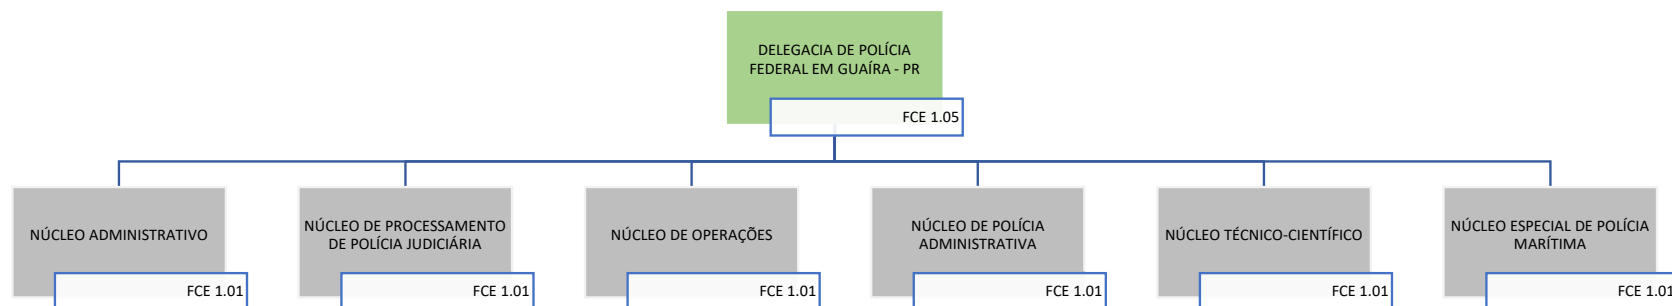 DELEGACIA DE POLÍCIA
FEDERAL EM GUAÍRA - PR
FCE 1.05
NÚCLEO ADMINISTRATIVO
FCE 1.01
NÚCLEO DE PROCESSAMENTO
DE POLÍCIA JUDICIÁRIA
FCE 1.01
NÚCLEO DE OPERAÇÕES
FCE 1.01
NÚCLEO DE POLÍCIA
ADMINISTRATIVA
FCE 1.01
NÚCLEO TÉCNICO-CIENTÍFICO
FCE 1.01
NÚCLEO ESPECIAL DE POLÍCIA
MARÍTIMA
FCE 1.01